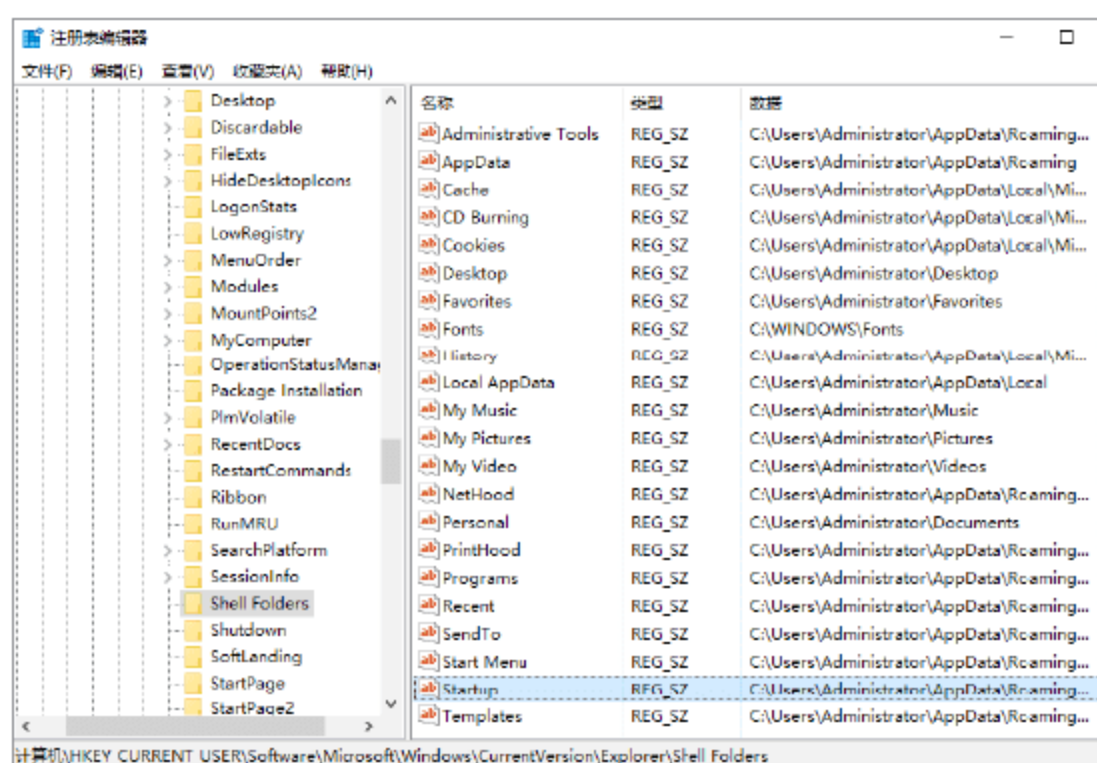 注册表编辑器
文件(F) 编辑(E) 查看(V) 收藏夹(A) 帮助(H)
Desktop
Discardable
FileExts
HideDesktopIcons
LogonStats
LowRegistry
MenuOrder
Modules
MountPoints2
MyComputer
OperationStatusMana
Package Installation
PlmVolatile
RecentDocs
RestartCommands
Ribbon
RunMRU
SearchPlatform
SessionInfo
Shell Folders
Shutdown
SoftLanding
StartPage
StartPage2
名称 类型 数据
Administrative Tools REG_SZ C:\Users\Administrator\AppData\Roaming...
AppData REG_SZ C:\Users\Administrator\AppData\Roaming
Cache REG_SZ C:\Users\Administrator\AppData\Local\Mi...
CD Burning REG_SZ C:\Users\Administrator\AppData\Local\Mi...
Cookies REG_SZ C:\Users\Administrator\AppData\Local\Mi...
Desktop REG_SZ C:\Users\Administrator\Desktop
Favorites REG_SZ C:\Users\Administrator\Favorites
Fonts REG_SZ C:\WINDOWS\Fonts
History REG_SZ C:\Users\Administrator\AppData\Local\Mi...
Local AppData REG_SZ C:\Users\Administrator\AppData\Local
My Music REG_SZ C:\Users\Administrator\Music
My Pictures REG_SZ C:\Users\Administrator\Pictures
My Video REG_SZ C:\Users\Administrator\Videos
NetHood REG_SZ C:\Users\Administrator\AppData\Roaming...
Personal REG_SZ C:\Users\Administrator\Documents
PrintHood REG_SZ C:\Users\Administrator\AppData\Roaming...
Programs REG_SZ C:\Users\Administrator\AppData\Roaming...
Recent REG_SZ C:\Users\Administrator\AppData\Roaming...
SendTo REG_SZ C:\Users\Administrator\AppData\Roaming...
Start Menu REG_SZ C:\Users\Administrator\AppData\Roaming...
Startup REG_SZ C:\Users\Administrator\AppData\Roaming...
Templates REG_SZ C:\Users\Administrator\AppData\Roaming...
计算机\HKEY_CURRENT_USER\Software\Microsoft\Windows\CurrentVersion\Explorer\Shell Folders